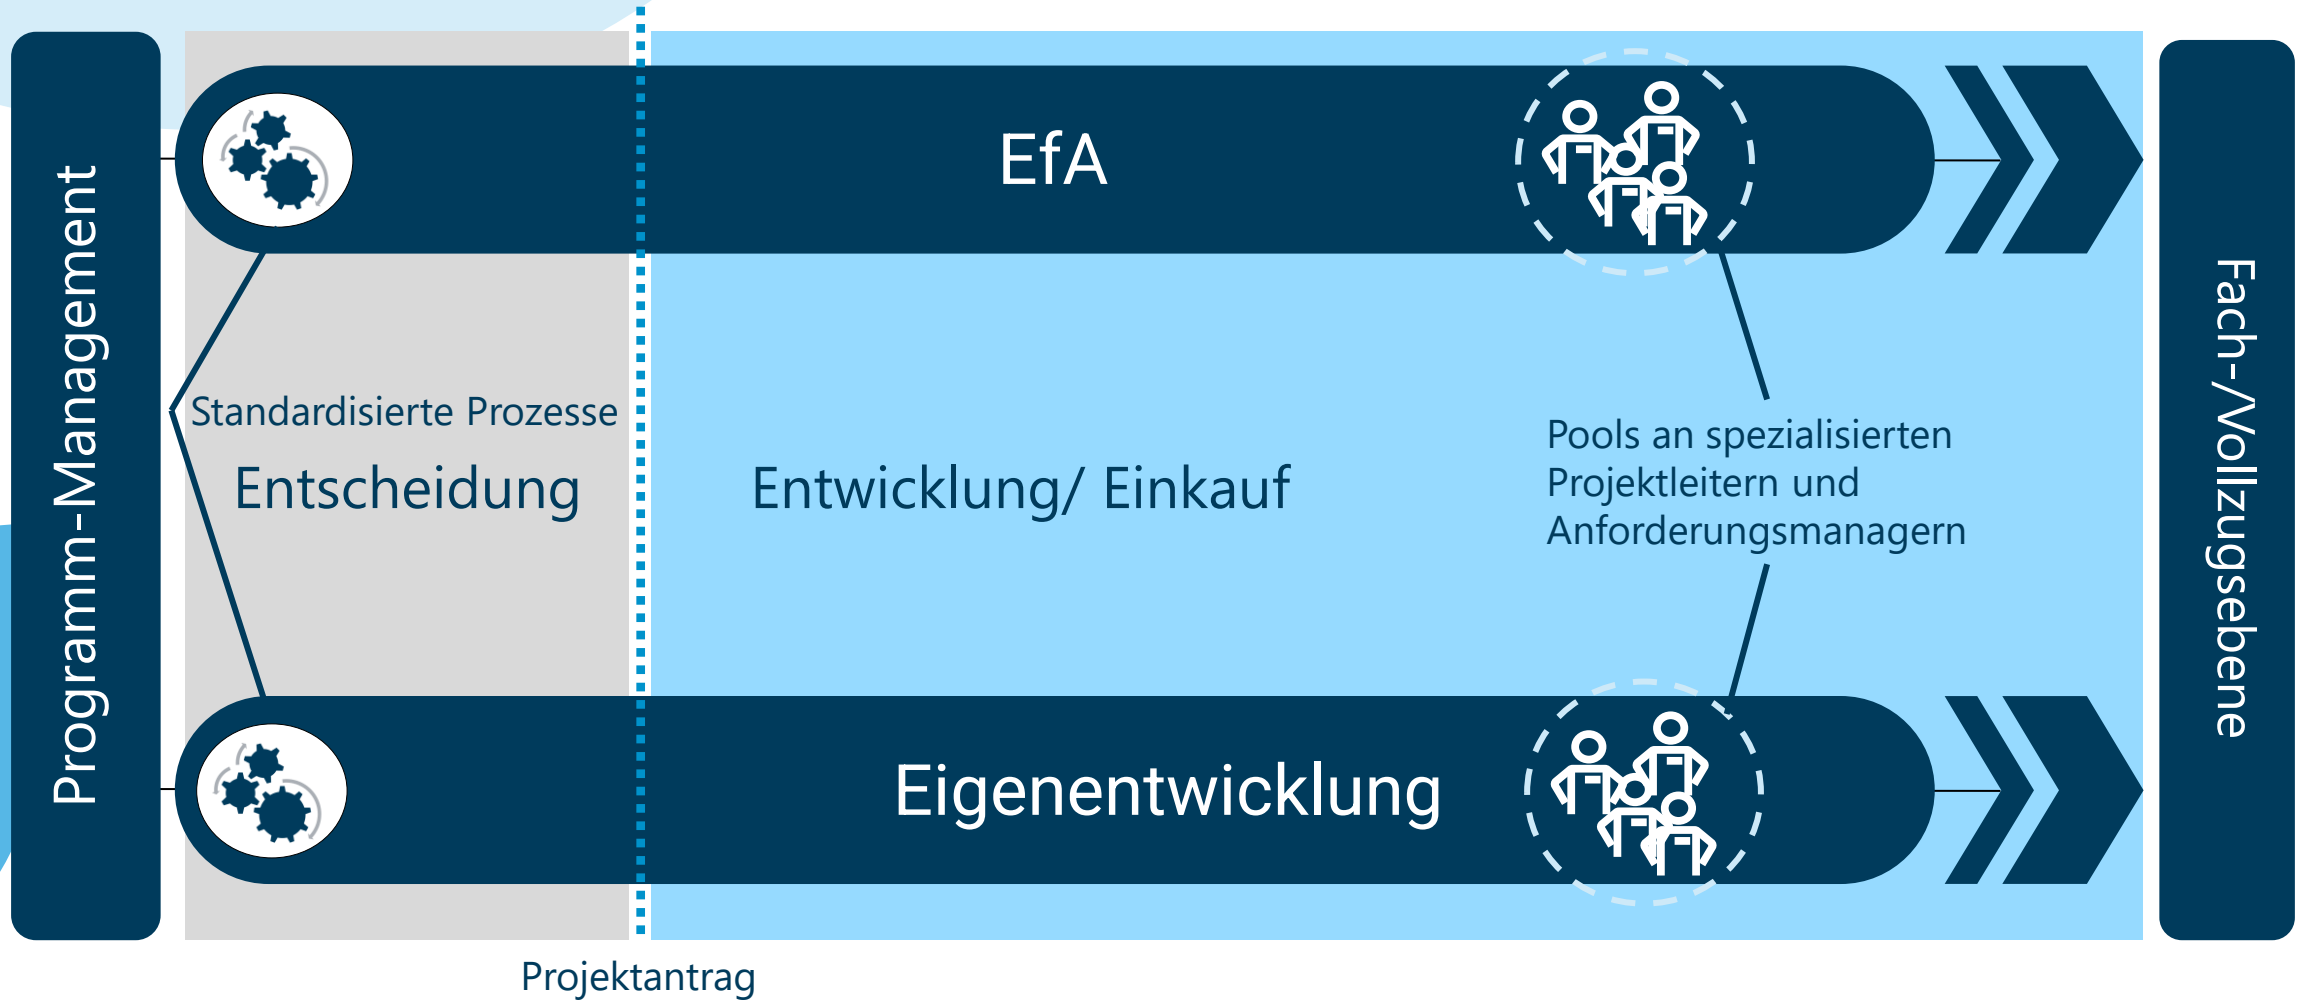 Programm-Management
EfA
Standardisierte Prozesse
Entscheidung
Entwicklung/ Einkauf
Pools an spezialisierten
Projektleitern und
Anforderungsmanagern
Eigenentwicklung
Fach-/Vollzugsebene
Projektantrag